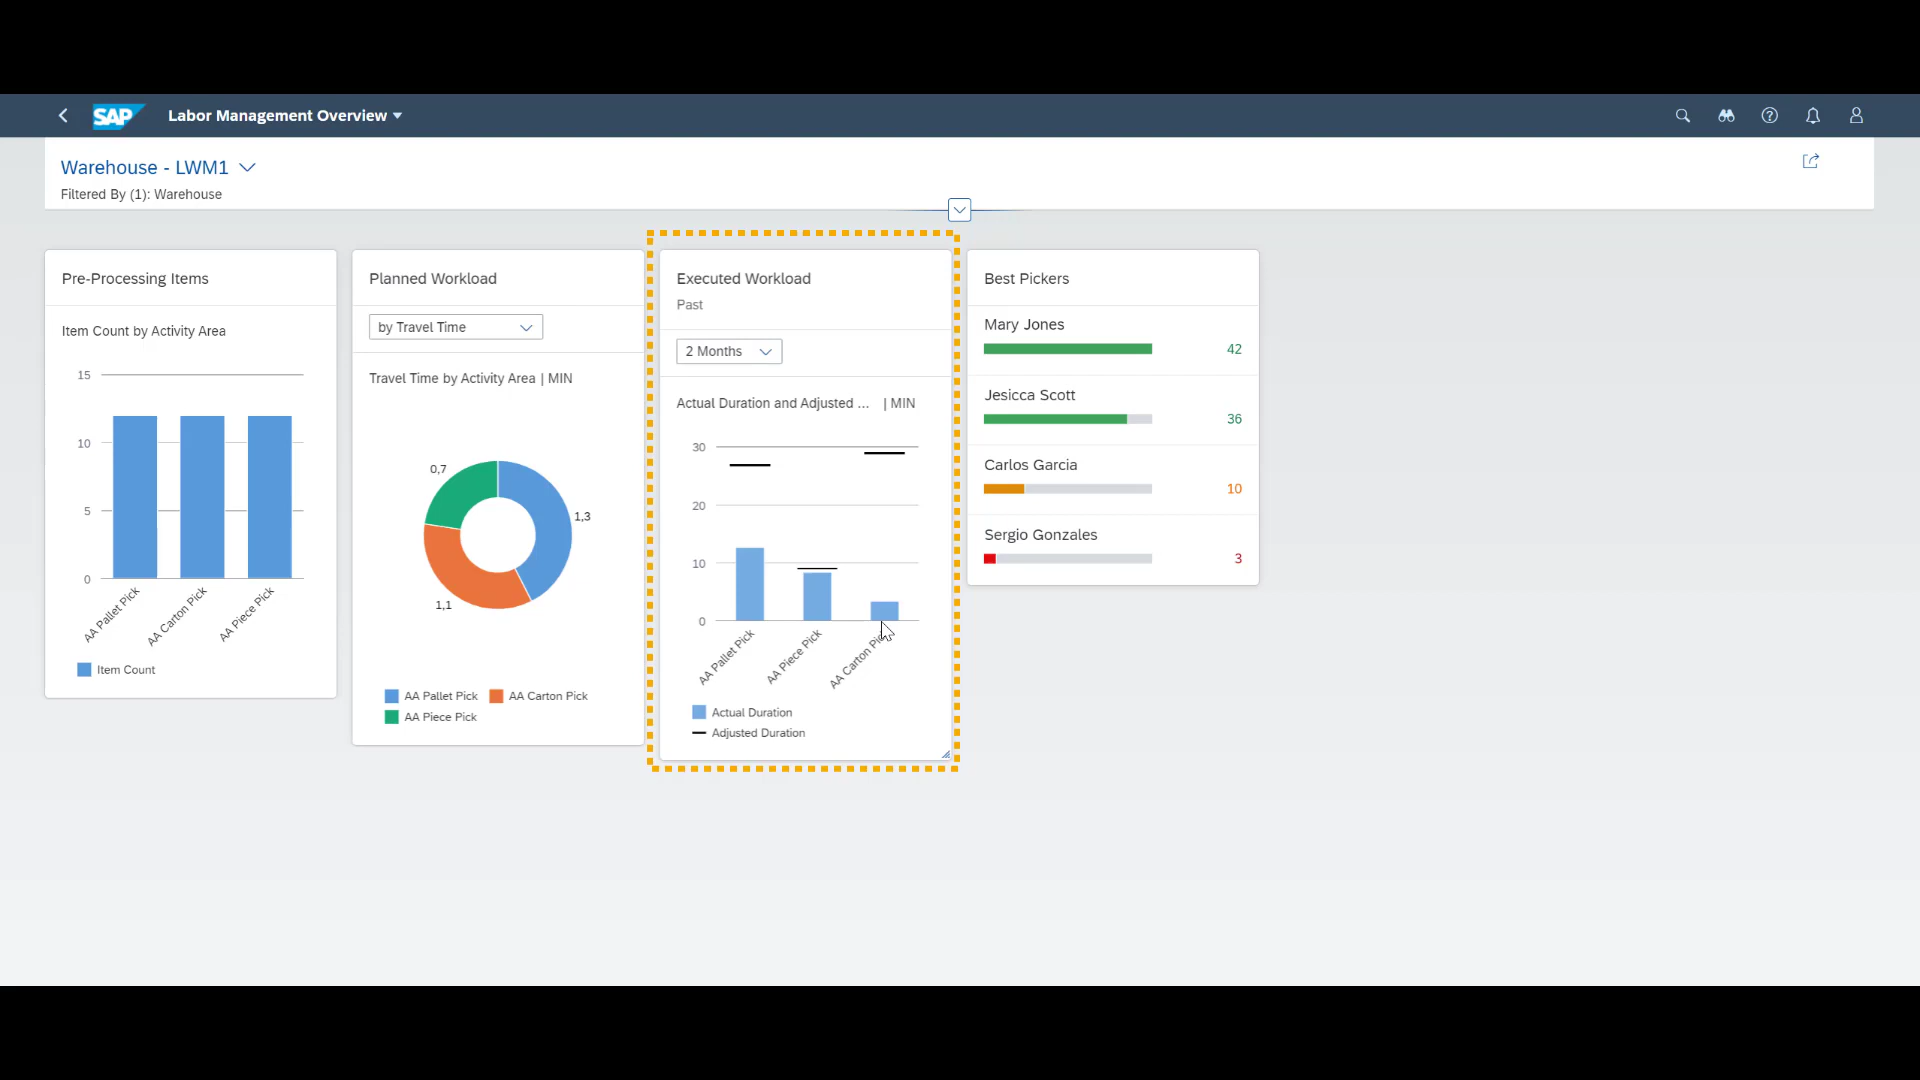 SAP Labor Management Overview
Warehouse - LWM1
Filtered By (1): Warehouse
Pre-Processing Items
Item Count by Activity Area
15
10
5
0
AA Pallet Pick
AA Carton Pick
AA Piece Pick
Item Count
Planned Workload
by Travel Time
Travel Time by Activity Area | MIN
0,7
1,3
1,1
AA Pallet Pick AA Carton Pick
AA Piece Pick
Executed Workload
Past
2 Months
Actual Duration and Adjusted ... | MIN
30
20
10
0
AA Pallet Pick
AA Piece Pick
AA Carton Pick
Actual Duration
Adjusted Duration
Best Pickers
Mary Jones
42
Jesicca Scott
36
Carlos Garcia
10
Sergio Gonzales
3